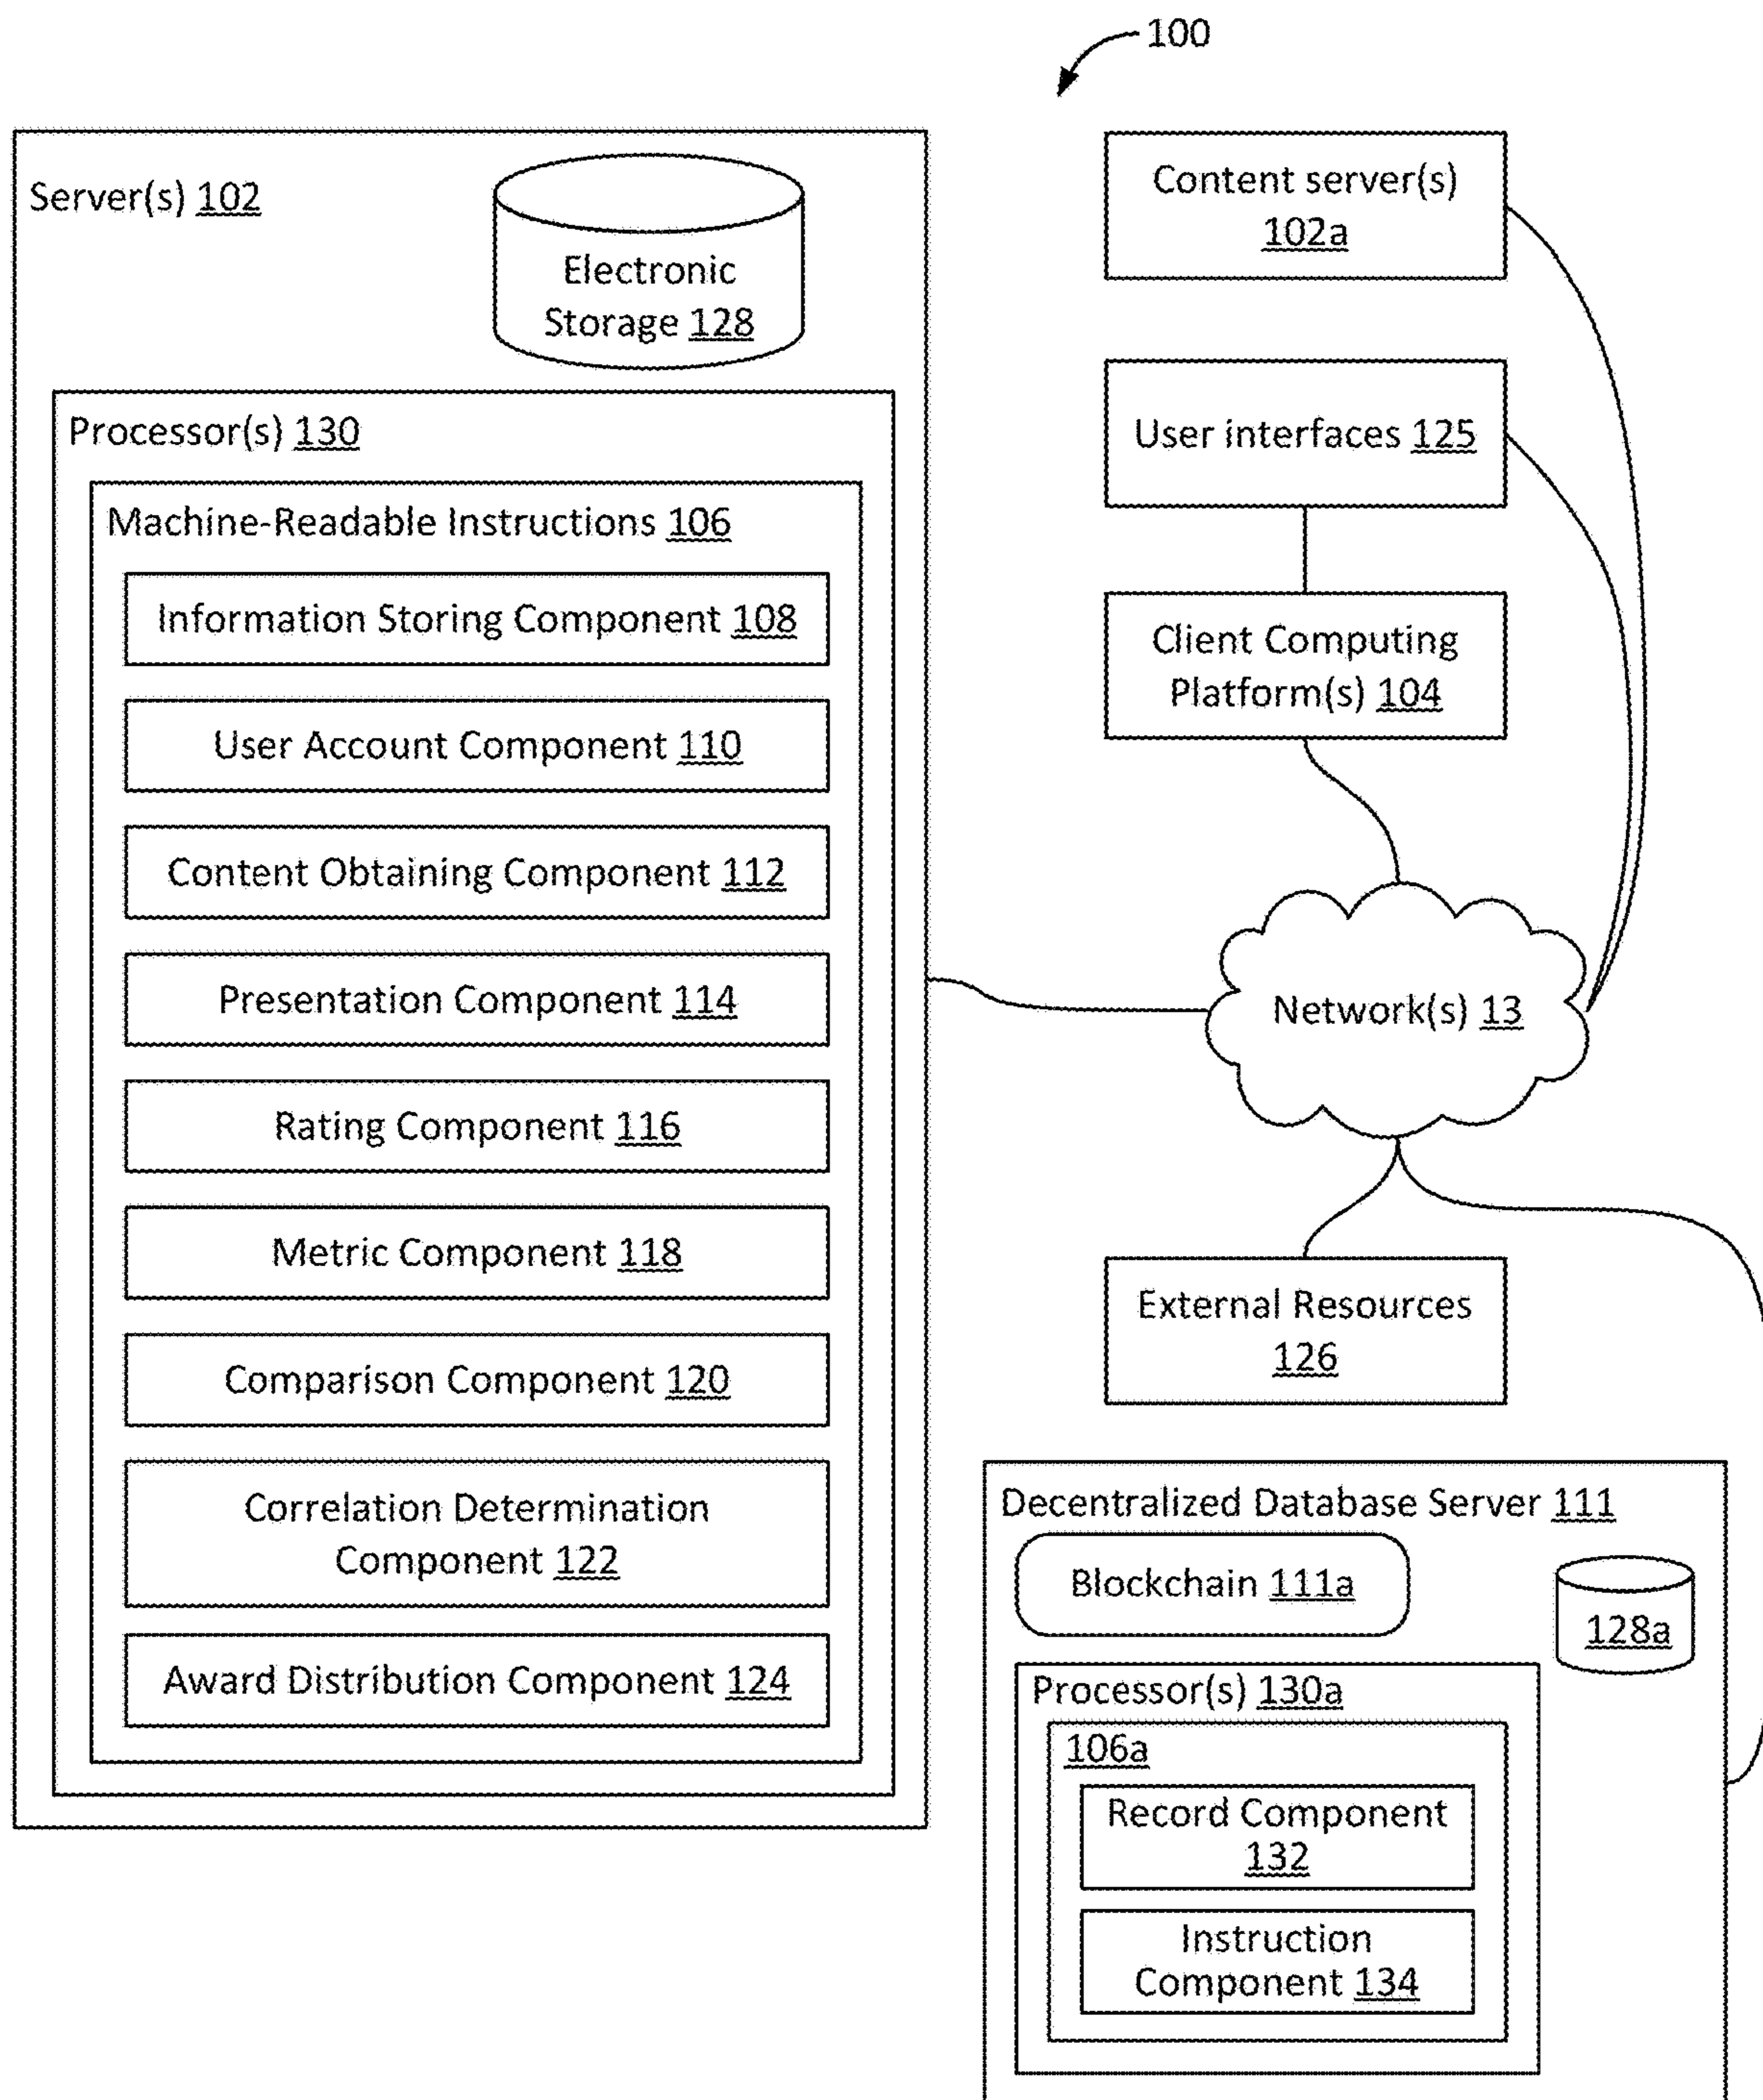 100
Server(s) 102
Electronic
Storage 128
Processor(s) 130
Machine-Readable Instructions 106
Information Storing Component 108
User Account Component 110
Content Obtaining Component 112
Presentation Component 114
Rating Component 116
Metric Component 118
Comparison Component 120
Correlation Determination
Component 122
Award Distribution Component 124
Content server(s)
102a
User interfaces 125
Client Computing
Platform(s) 104
Network(s) 13
External Resources
126
Decentralized Database Server 111
Blockchain 111a
128a
Processor(s) 130a
106a
Record Component
132
Instruction
Component 134